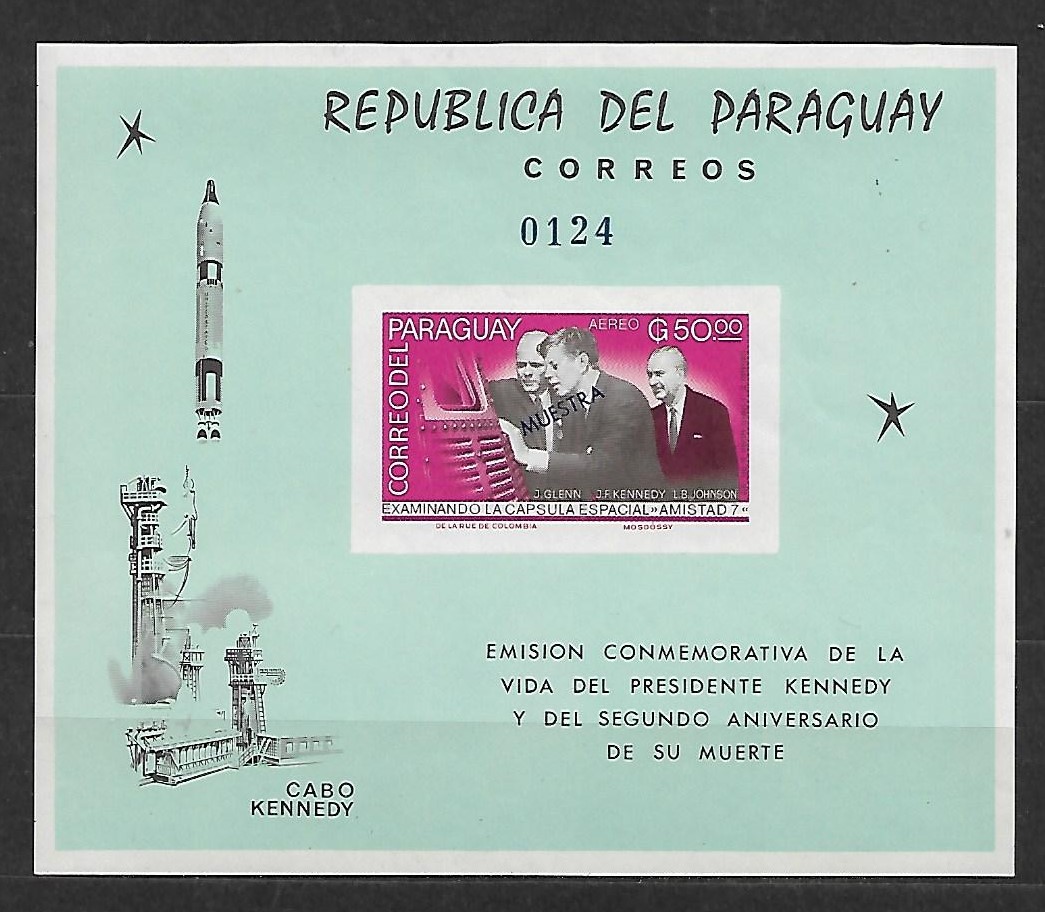 REPUBLICA DEL PARAGUAY
CORREOS
0124
CORREO DEL PARAGUAY
AEREO
₲50.00
MUESTRA
J. GLENN J.F. KENNEDY L.B. JOHNSON
EXAMINANDO LA CAPSULA ESPACIAL »AMISTAD 7«
DE LA RUE DE COLOMBIA MOSDOSSY
EMISION CONMEMORATIVA DE LA
VIDA DEL PRESIDENTE KENNEDY
Y DEL SEGUNDO ANIVERSARIO
DE SU MUERTE
CABO
KENNEDY